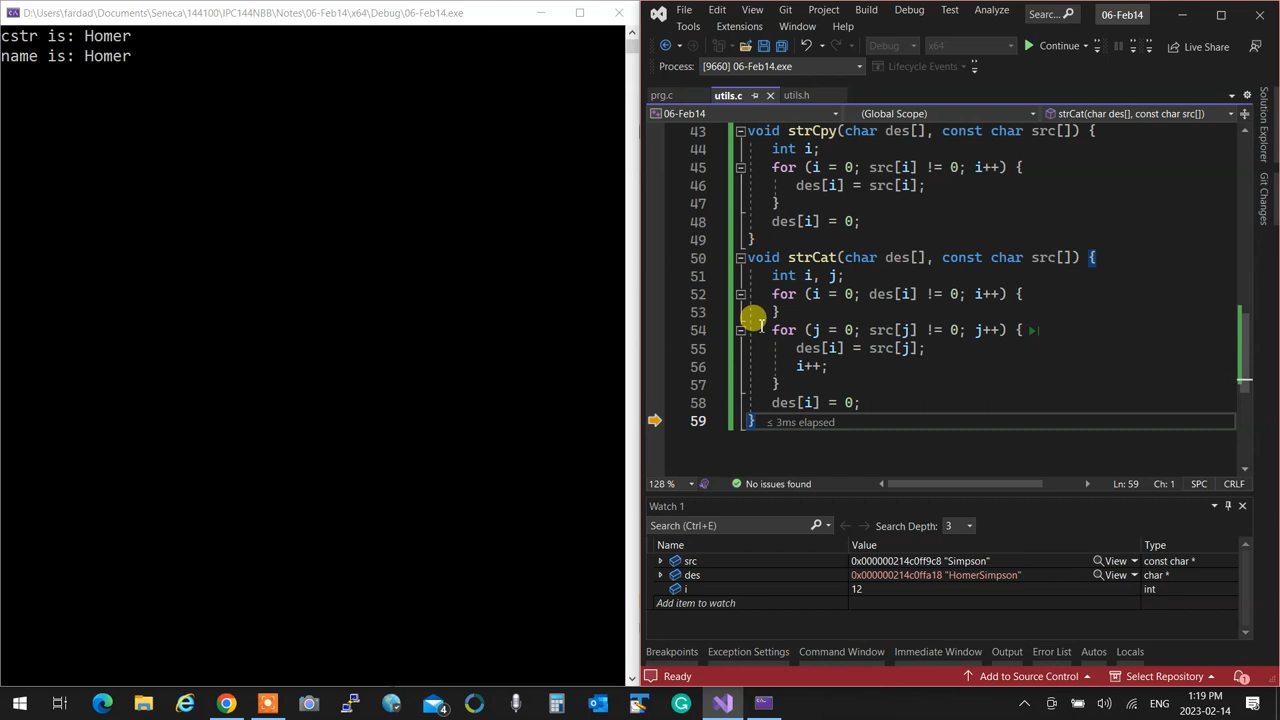 D:\Users\fardad\Documents\Seneca\144100\IPC144NBB\Notes\06-Feb14\x64\Debug\06-Feb14.exe
cstr is: Homer
name is: Homer
File Edit View Git Project Build Debug Test Analyze Searc... 06-Feb14
Tools Extensions Window Help
Debug x64 Continue Live Share
Process: [9660] 06-Feb14.exe Lifecycle Events
prg.c utils.c utils.h
06-Feb14 (Global Scope) strCat(char des[], const char src[])
43 void strCpy(char des[], const char src[]) {
44 int i;
45 for (i = 0; src[i] != 0; i++) {
46 des[i] = src[i];
47 }
48 des[i] = 0;
49 }
50 void strCat(char des[], const char src[]) {
51 int i, j;
52 for (i = 0; des[i] != 0; i++) {
53 }
54 for (j = 0; src[j] != 0; j++) {
55 des[i] = src[j];
56 i++;
57 }
58 des[i] = 0;
59 } ≤ 3ms elapsed
128 % No issues found Ln: 59 Ch: 1 SPC CRLF
Watch 1
Search (Ctrl+E) Search Depth: 3
Name Value Type
src 0x000000214c0ff9c8 "Simpson" View const char *
des 0x000000214c0ffa18 "HomerSimpson" View char *
i 12 int
Add item to watch
Breakpoints Exception Settings Command Window Immediate Window Output Error List Autos Locals
Ready Add to Source Control Select Repository 1
Solution Explorer
Git Changes
4 ENG 1:19 PM
2023-02-14